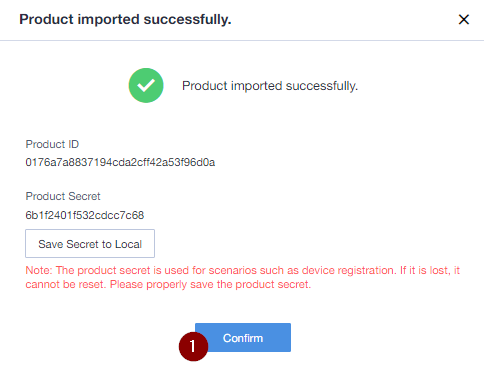 Product imported successfully.
Product imported successfully.
Product ID
0176a7a8837194cda2cff42a53f96d0a
Product Secret
6b1f2401f532cdcc7c68
Save Secret to Local
Note: The product secret is used for scenarios such as device registration. If it is lost, it
cannot be reset. Please properly save the product secret.
1
Confirm